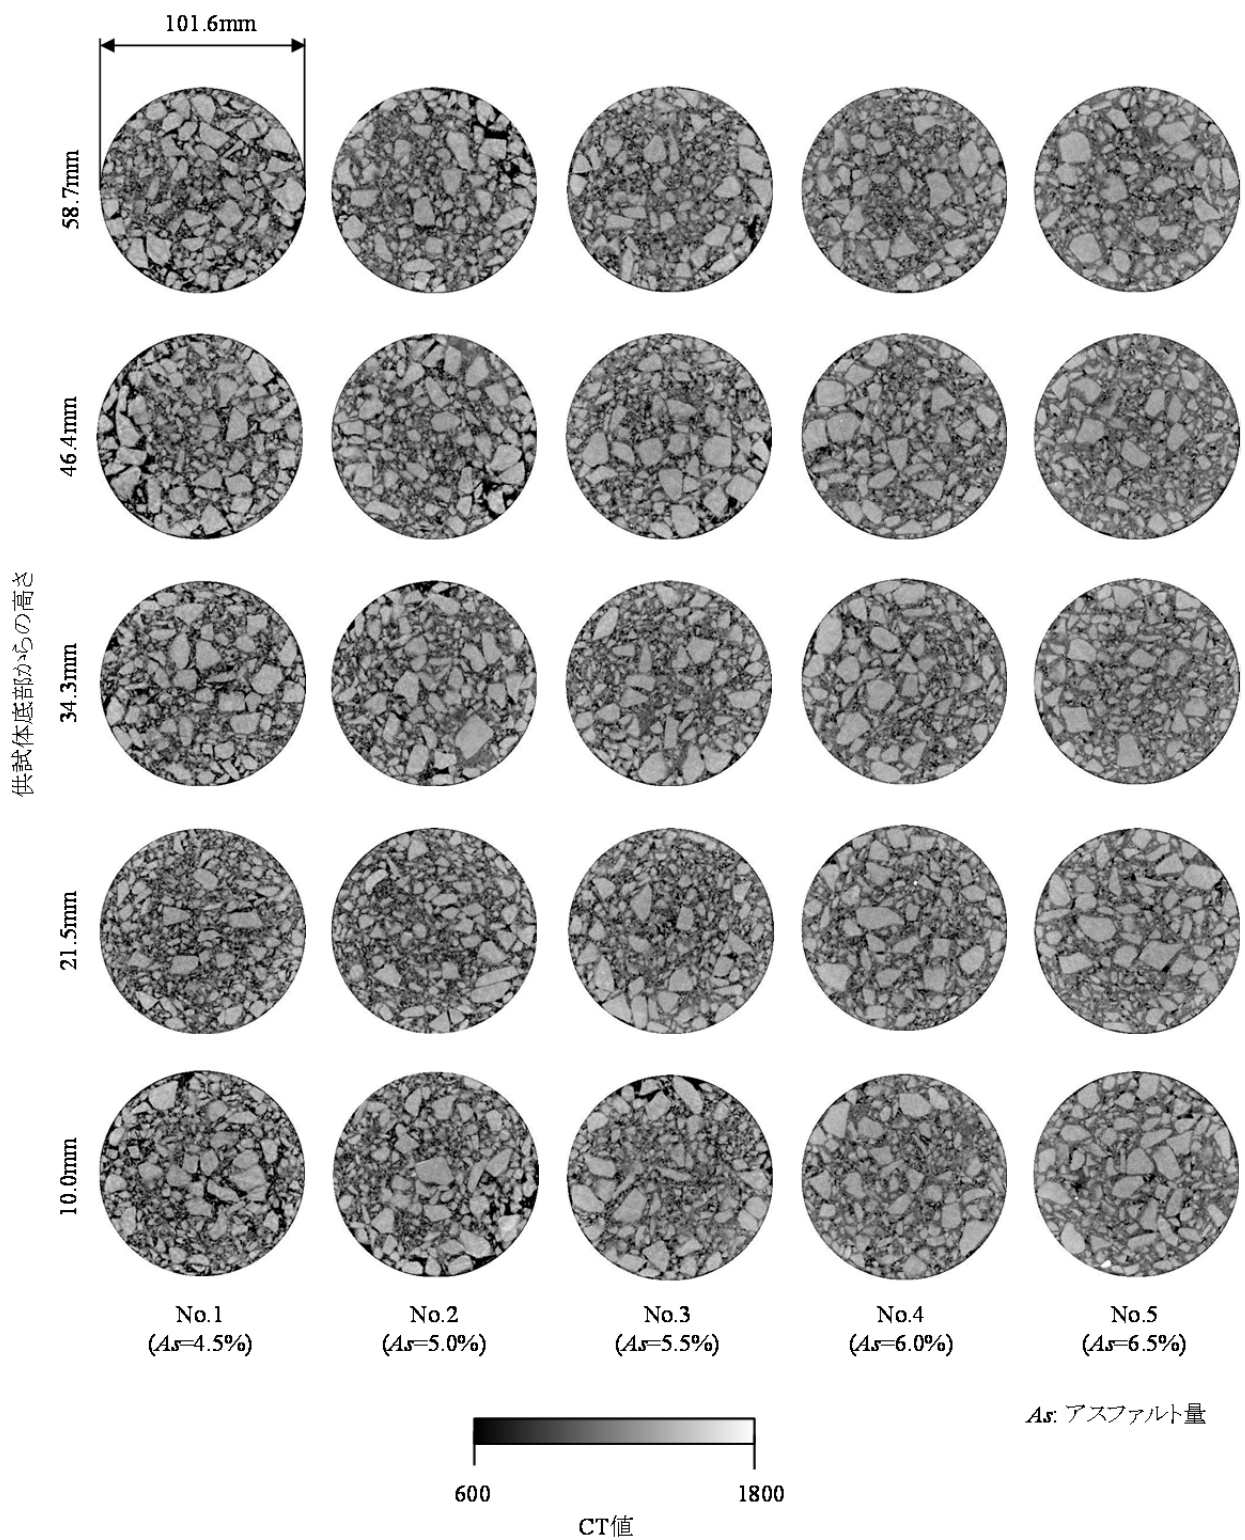 101.6mm
58.7mm
46.4mm
34.3mm
21.5mm
10.0mm
供試体底部からの高さ
No.1
(As=4.5%)
No.2
(As=5.0%)
No.3
(As=5.5%)
No.4
(As=6.0%)
No.5
(As=6.5%)
As: アスファルト量
600
1800
CT値